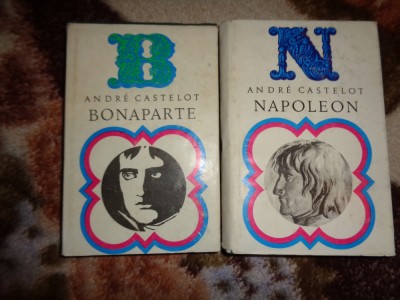 B
ANDRÉ CASTELOT
BONAPARTE
N
ANDRÉ CASTELOT
NAPOLEON